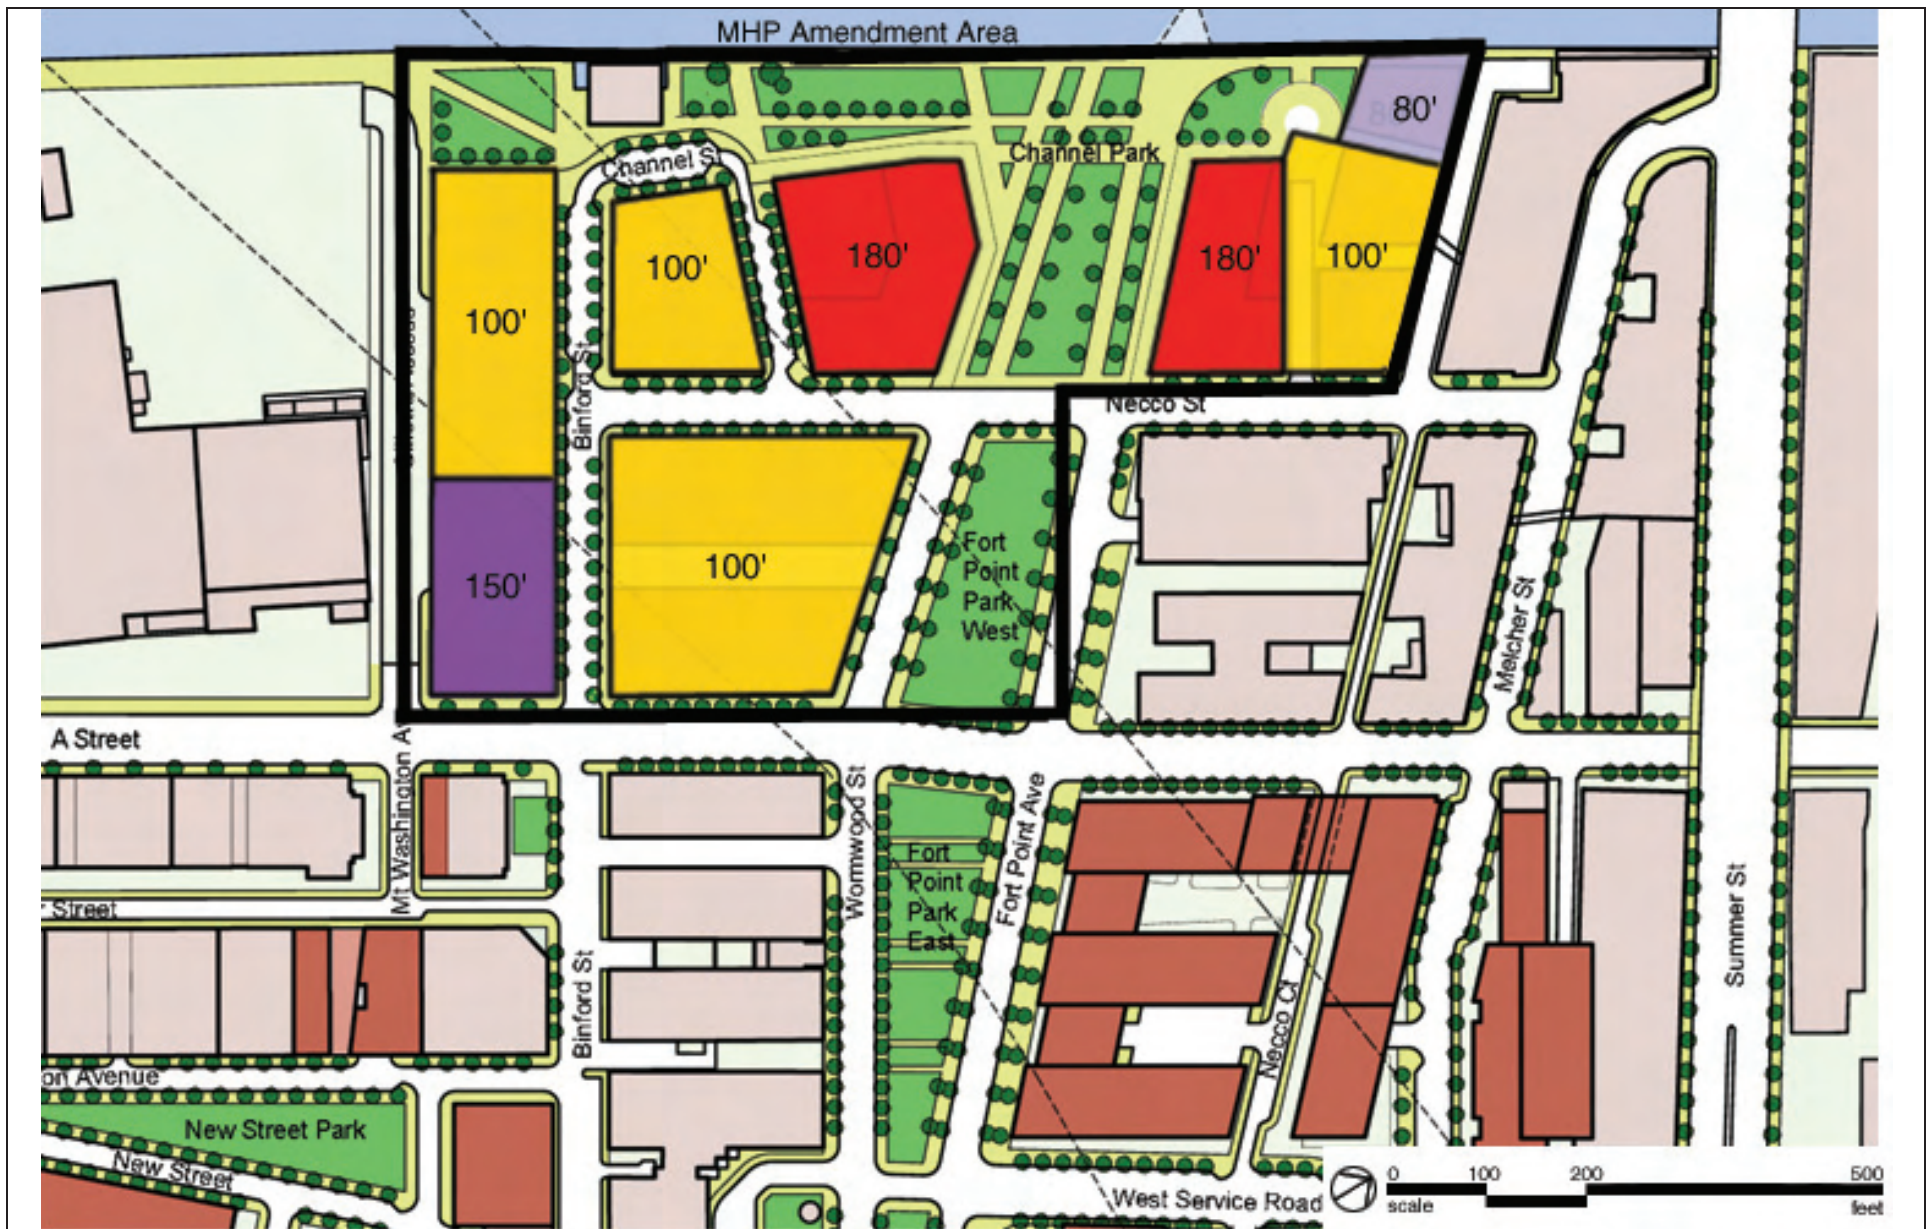 MHP Amendment Area
80'
Channel S
Channel Park
100'
180'
180'
100'
100'
Binford St
Necco St
150'
100'
Fort
Point
Park
West
Melcher St
A Street
Mt Washington A
Wormwood St
Fort Point Ave
Fort
Point
Park
East
Summer St
Street
Binford St
Necco Ct
on Avenue
New Street Park
New Street
West Service Road
0 100 200 500
scale feet